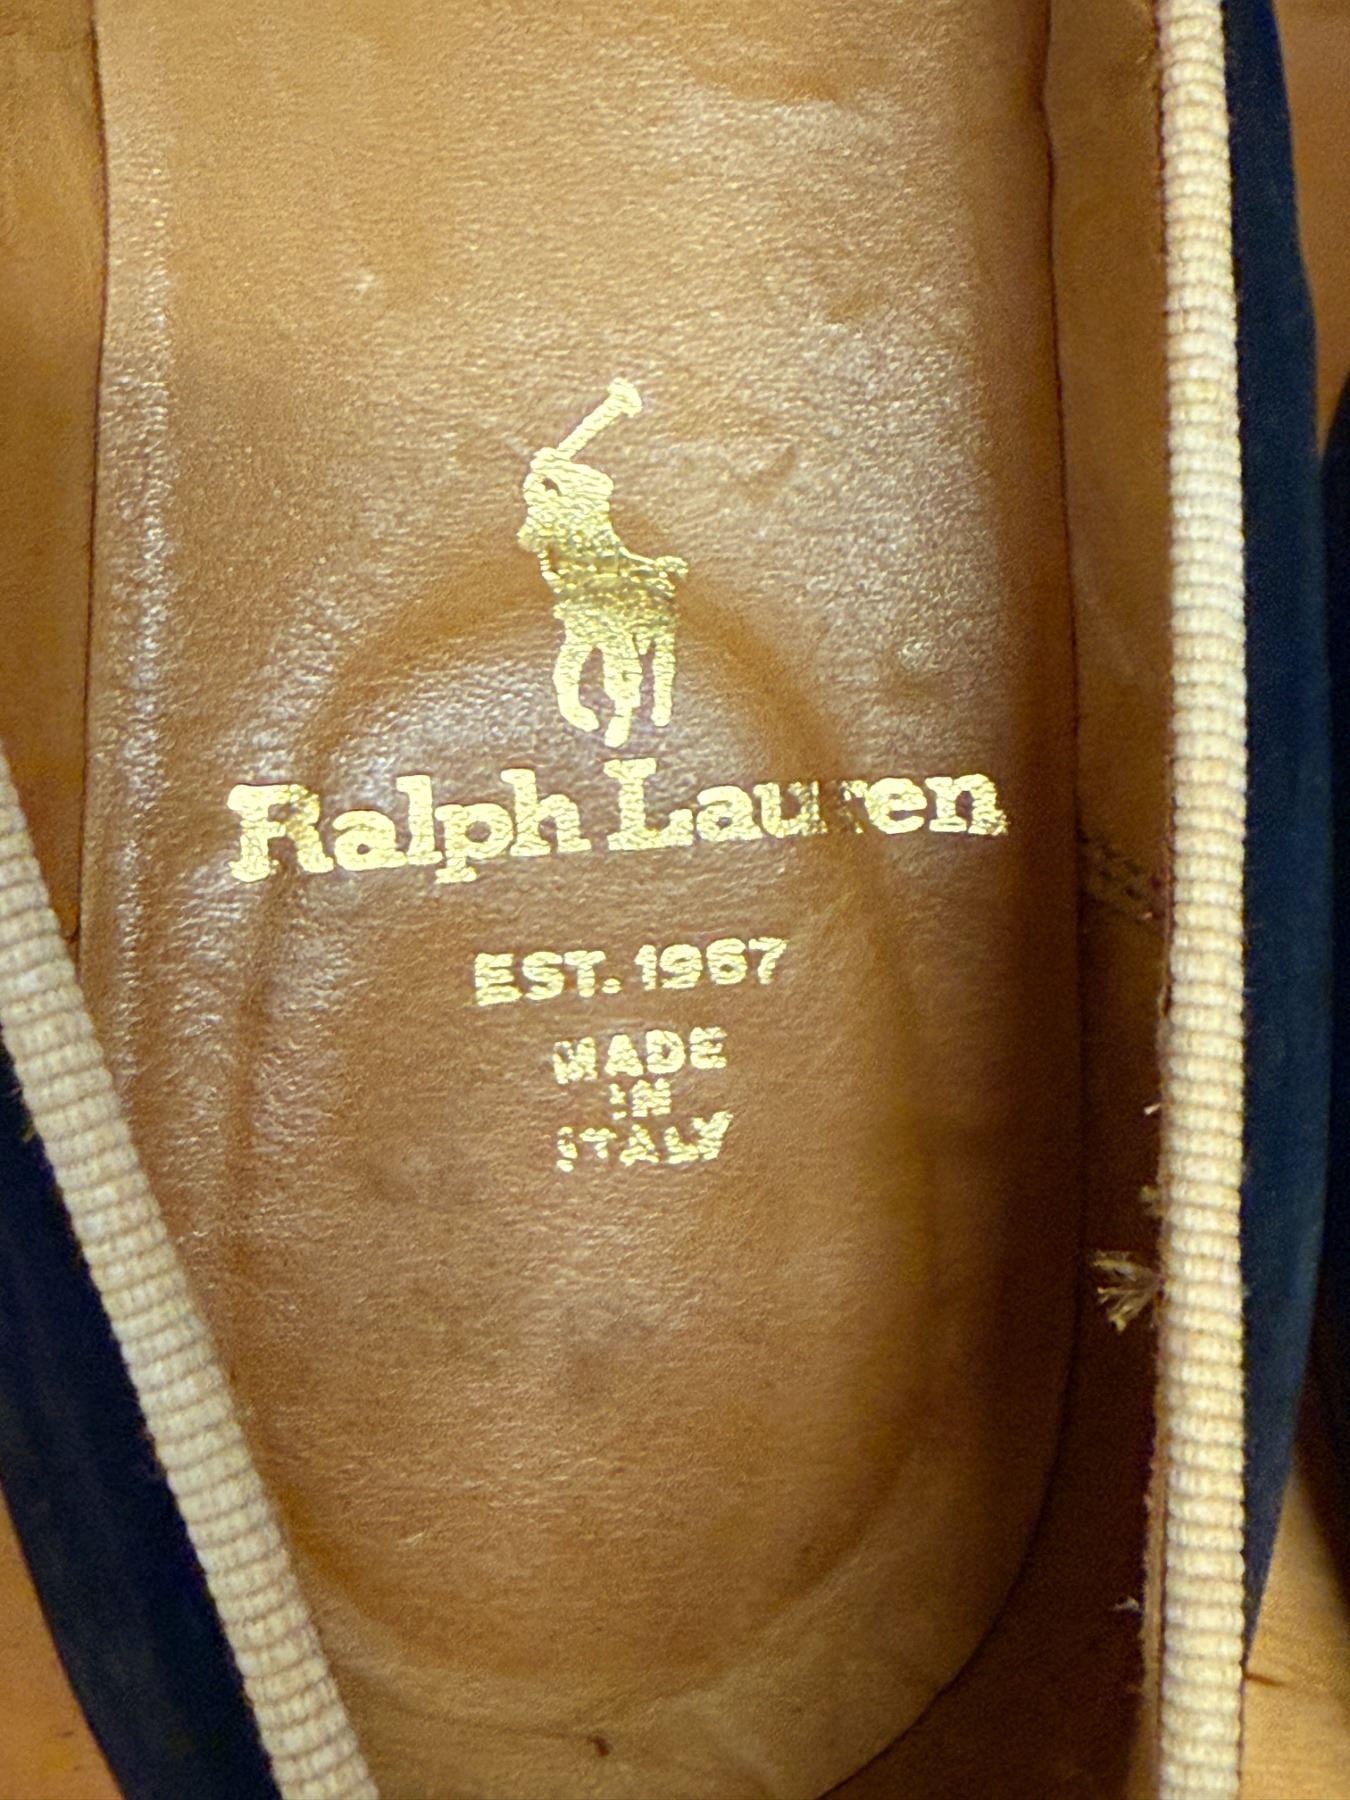 Ralph Lauren
EST. 1967
MADE
IN
ITALY